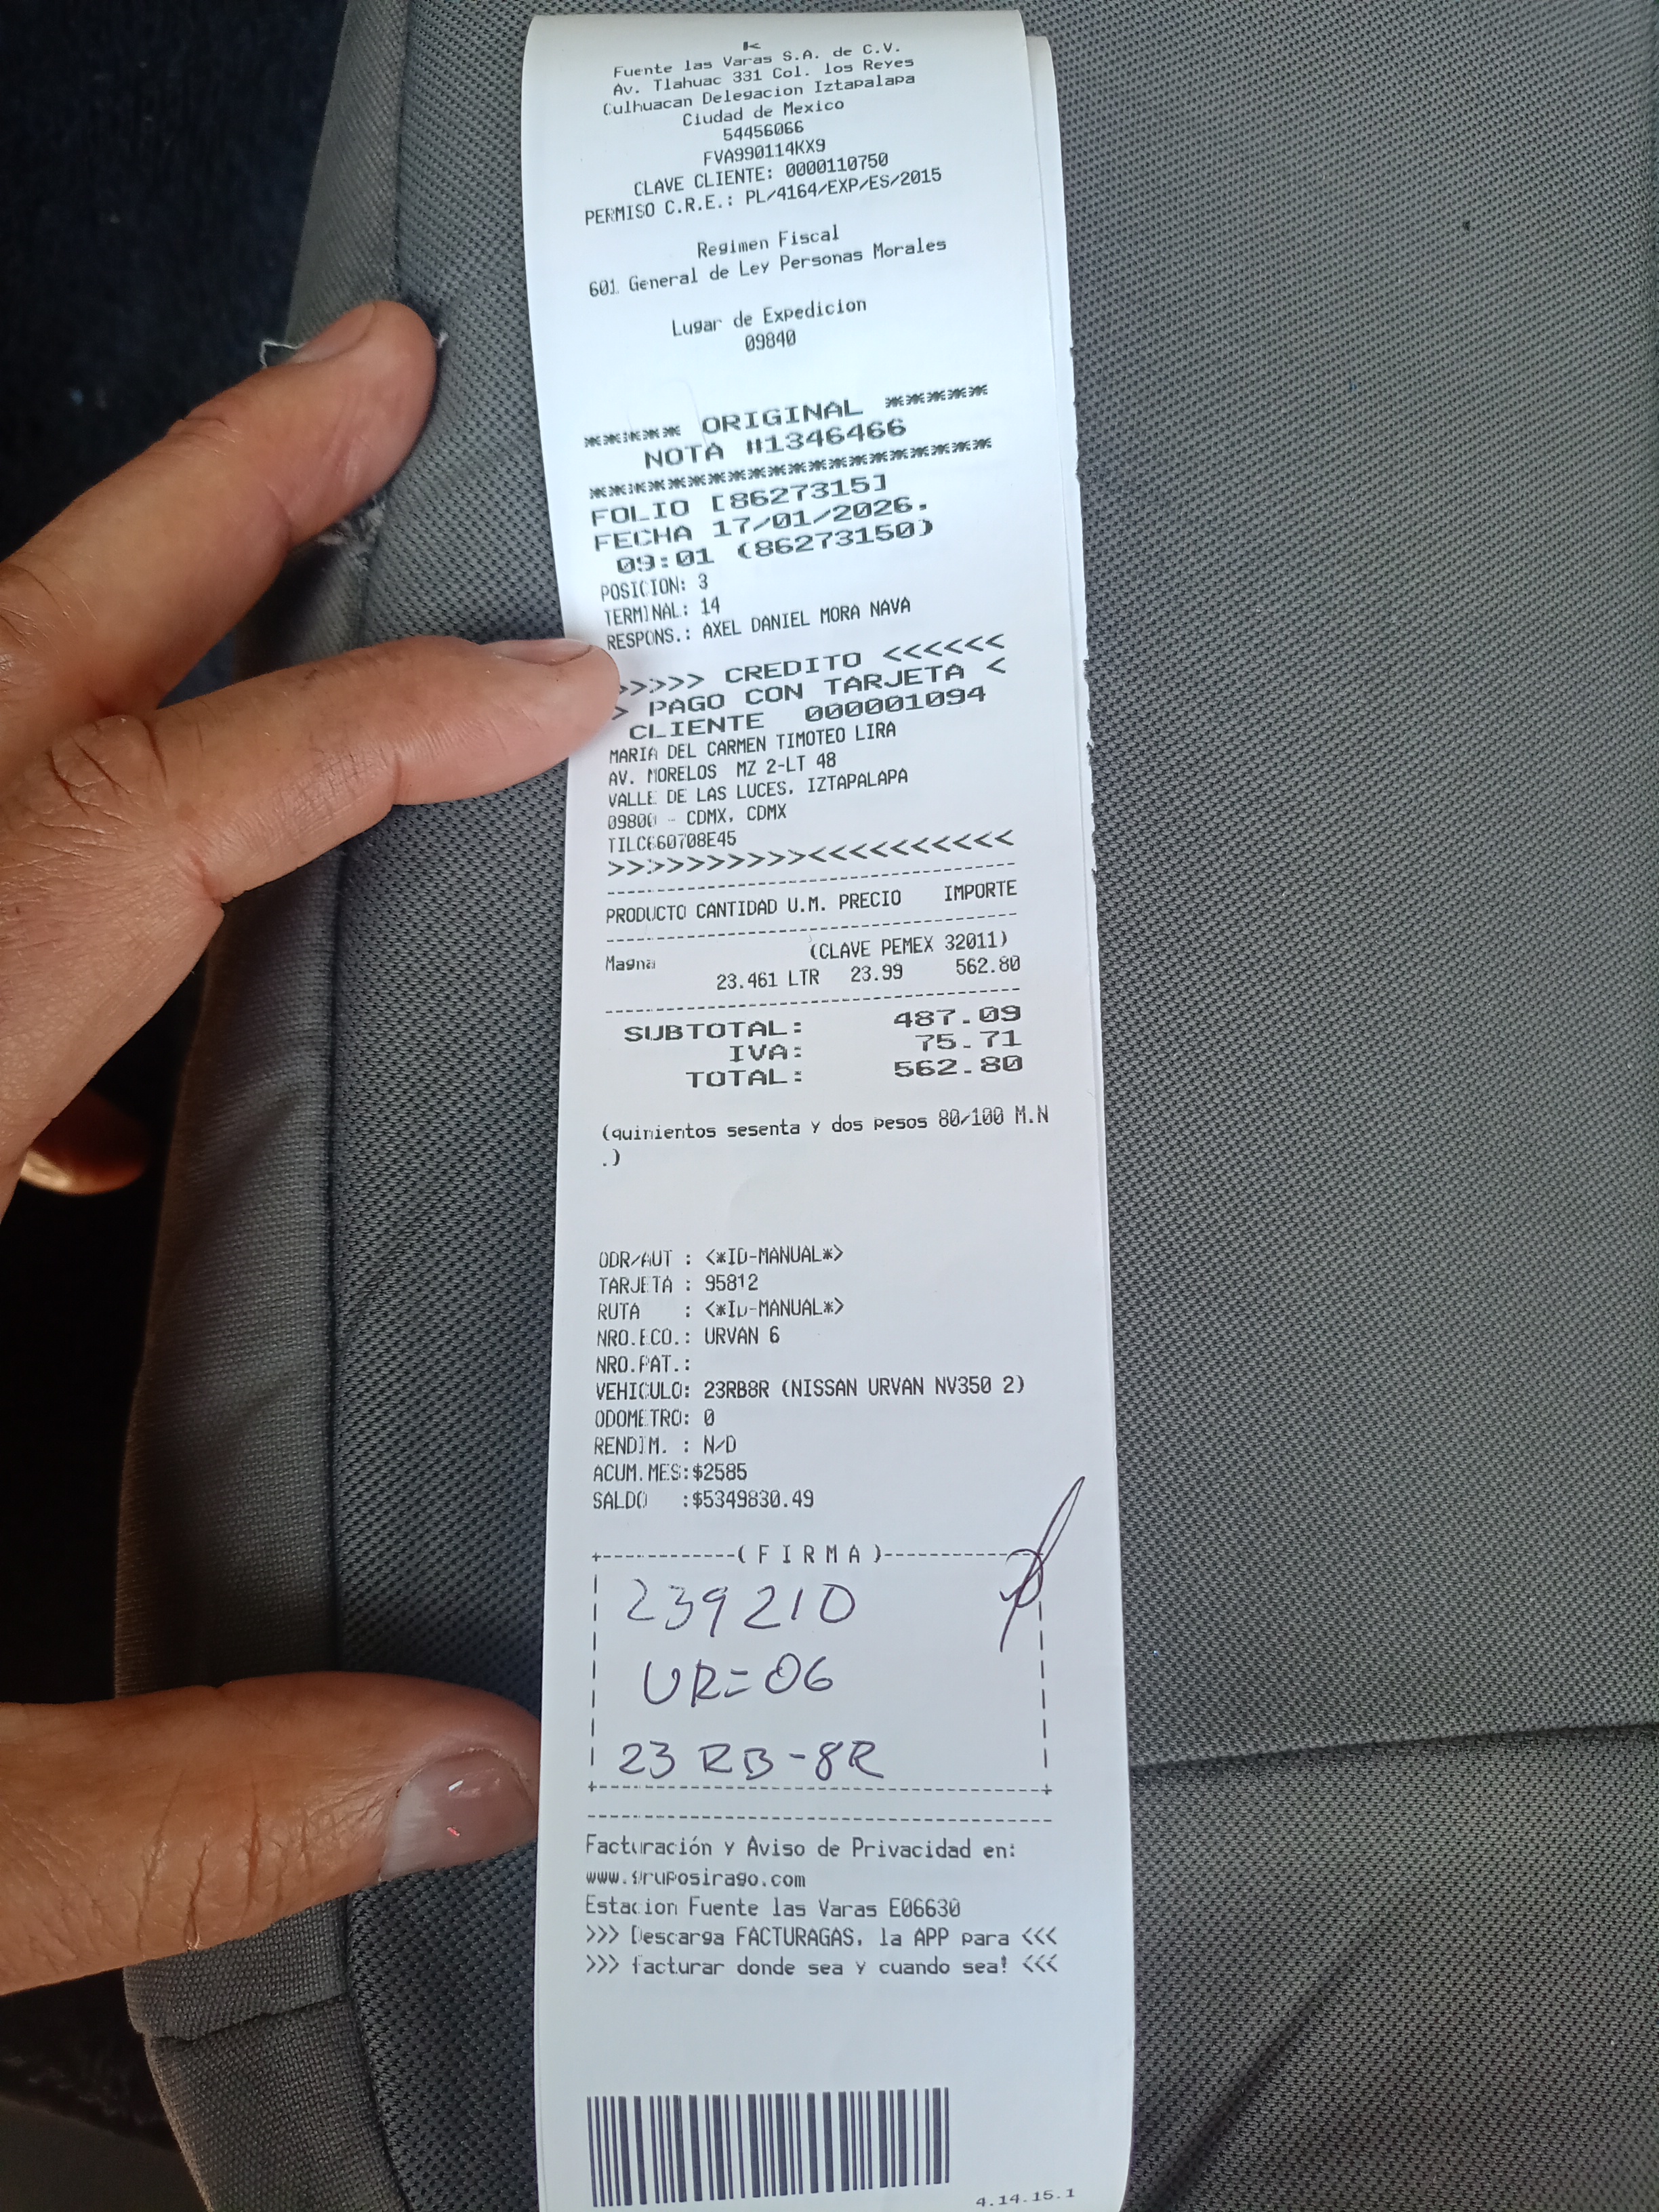 Fuente las Varas S.A. de C.V.
Av. Tlahuac 331 Col. los Reyes
Culhuacan Delegacion Iztapalapa
Ciudad de Mexico
54456066
FVA990114KX9
CLAVE CLIENTE: 0000110750
PERMISO C.R.E.: PL/4164/EXP/ES/2015
Regimen Fiscal
601 General de Ley Personas Morales
Lugar de Expedicion
09840
***** ORIGINAL *****
NOTA #1346466
********************
FOLIO [8627315]
FECHA 17/01/2026.
09:01 (86273150)
POSICION: 3
TERMINAL: 14
RESPONS.: AXEL DANIEL MORA NAVA
>>>>> CREDITO <<<<<<
> PAGO CON TARJETA <
CLIENTE 000001094
MARIA DEL CARMEN TIMOTEO LIRA
AV. MORELOS MZ 2-LT 48
VALLE DE LAS LUCES, IZTAPALAPA
09800 - CDMX, CDMX
TILC660708E45
>>>>>>>>>><<<<<<<<<<
PRODUCTO CANTIDAD U.M. PRECIO IMPORTE
(CLAVE PEMEX 32011)
Magna
23.461 LTR 23.99 562.80
SUBTOTAL: 487.09
IVA: 75.71
TOTAL: 562.80
(quinientos sesenta y dos pesos 80/100 M.N
.)
ODR/AUT : <*ID-MANUAL*>
TARJETA : 95812
RUTA : <*ID-MANUAL*>
NRO.ECO.: URVAN 6
NRO.PAT.:
VEHICULO: 23RB8R (NISSAN URVAN NV350 2)
ODOMETRO: 0
RENDIM. : N/D
ACUM.MES:$2585
SALDO :$5349830.49
(FIRMA)
239210
UR=06
23 RB-8R
Facturación y Aviso de Privacidad en:
www.gruposirago.com
Estacion Fuente las Varas E06630
>>> Descarga FACTURAGAS, la APP para <<<
>>> facturar donde sea y cuando sea! <<<
4.14.15.1